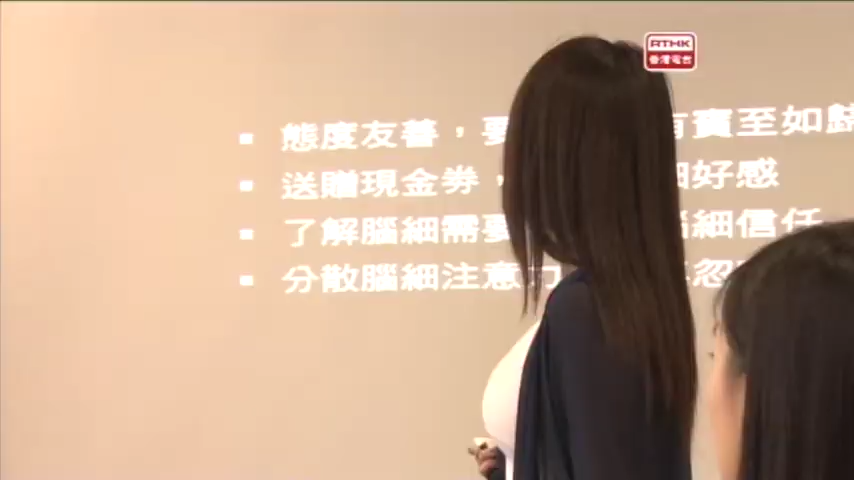 RTHK
香港電台
態度友善，要 有賓至如歸
送贈現金券， 細好感
了解腦細需要 腦細信任
分散腦細注意力 忽